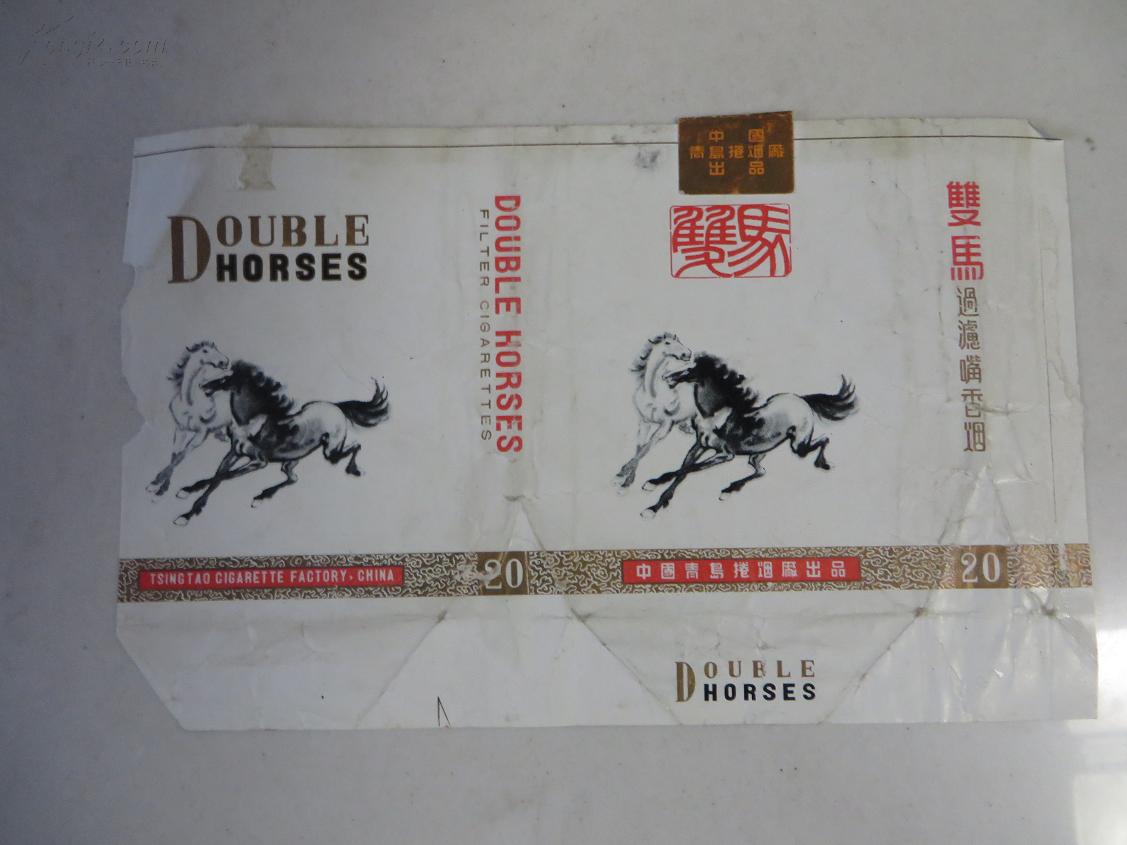 DOUBLE
HORSES
DOUBLE HORSES
FILTER CIGARETTES
中國
青島捲烟廠
出品
雙馬
雙馬
過濾嘴香烟
TSINGTAO CIGARETTE FACTORY, CHINA
20
中國青島捲烟廠出品
20
DOUBLE
HORSES